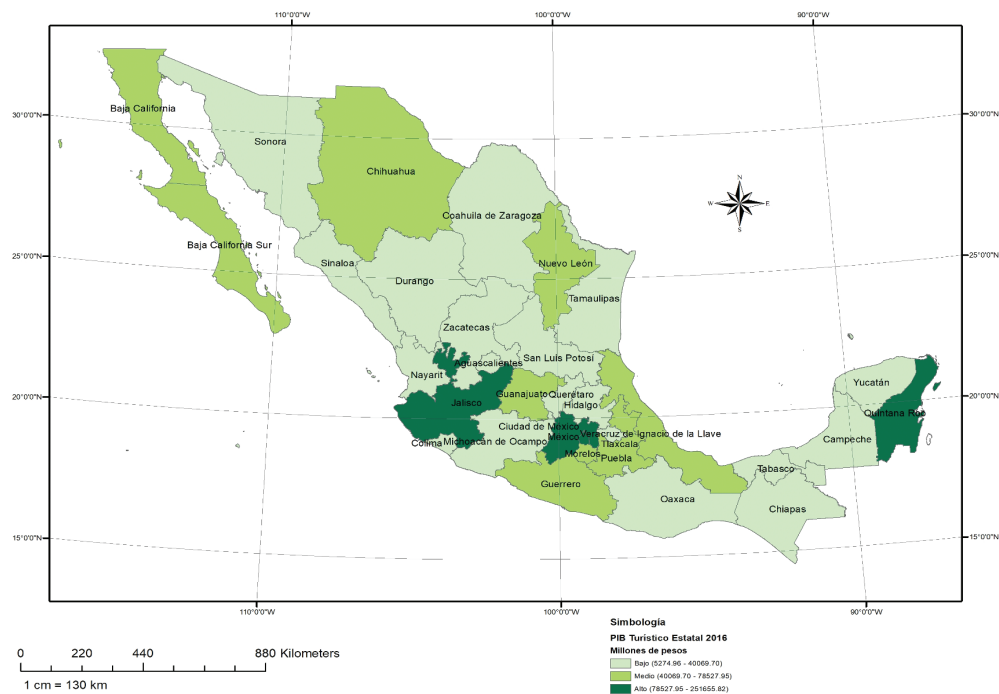 110°0'0"W 100°0'0"W 90°0'0"W
Baja California
30°0'0"N 30°0'0"N
Sonora
Chihuahua
N
W E
S
Coahuila de Zaragoza
Baja California Sur
25°0'0"N 25°0'0"N
Sinaloa
Nuevo León
Durango
Tamaulipas
Zacatecas
San Luis Potosí
Aguascalientes
Nayarit
Yucatán
20°0'0"N 20°0'0"N
Guanajuato Querétaro
Jalisco
Hidalgo
Quintana Roo
Ciudad de México
México
Veracruz de Ignacio de la Llave
Colima
Michoacán de Ocampo
Tlaxcala
Campeche
Morelos
Puebla
Tabasco
Guerrero
Oaxaca
Chiapas
15°0'0"N 15°0'0"N
110°0'0"W 100°0'0"W 90°0'0"W
Simbología
PIB Turístico Estatal 2016
Millones de pesos
Bajo (5274.96 - 40069.70)
Medio (40069.70 - 78527.95)
Alto (78527.95 - 251655.82)
0 220 440 880 Kilometers
1 cm = 130 km